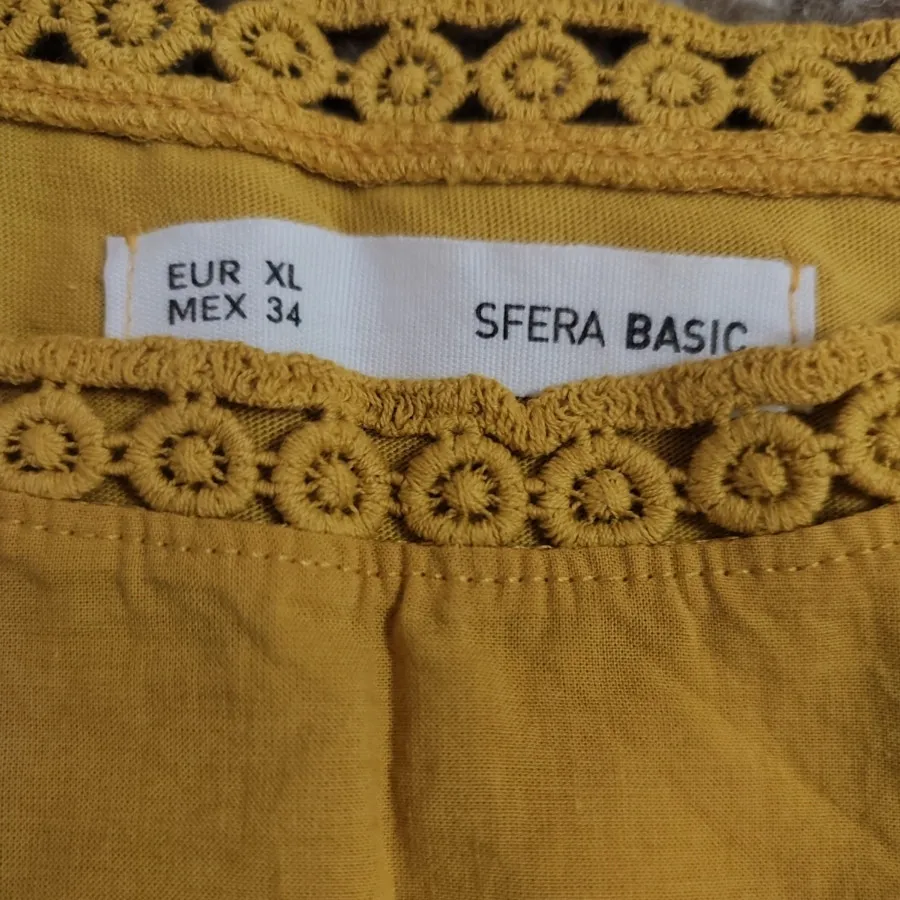 EUR XL
MEX 34
SFERA BASIC